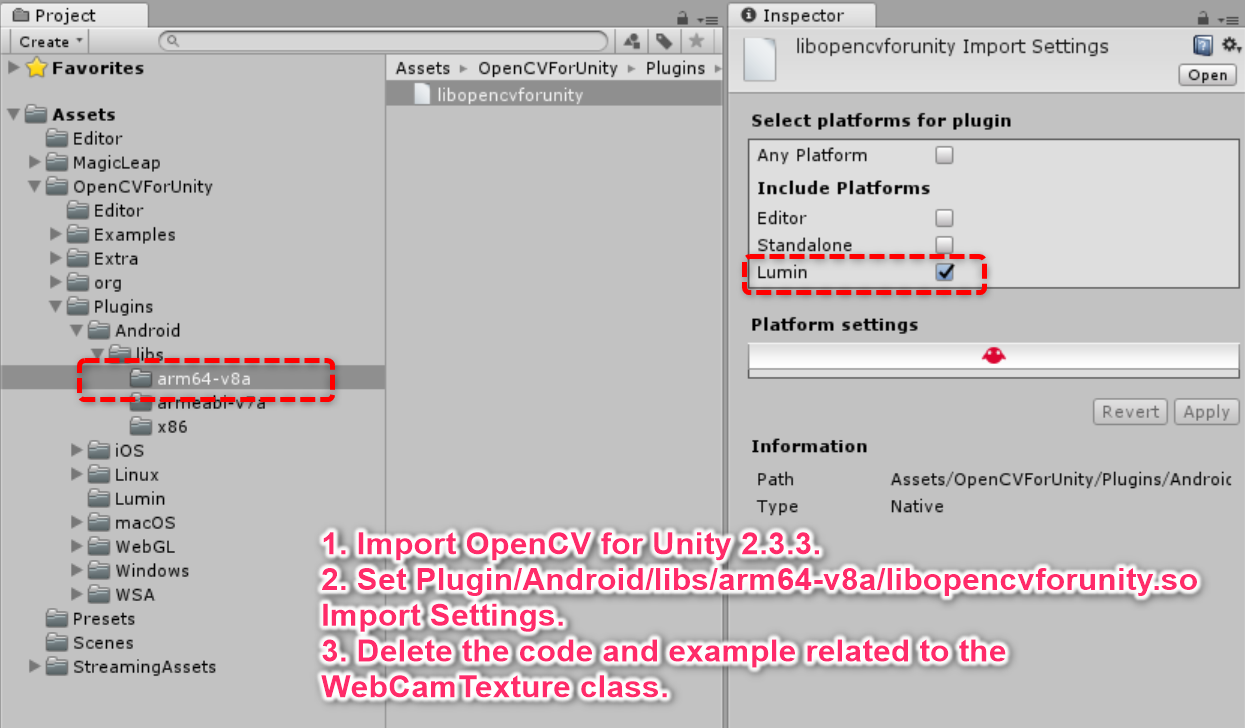 Project
Create
Favorites
Assets
Editor
MagicLeap
OpenCVForUnity
Editor
Examples
Extra
org
Plugins
Android
libs
arm64-v8a
armeabi-v7a
x86
iOS
Linux
Lumin
macOS
WebGL
Windows
WSA
Presets
Scenes
StreamingAssets
Assets OpenCVForUnity Plugins
libopencvforunity
Inspector
libopencvforunity Import Settings
Open
Select platforms for plugin
Any Platform
Include Platforms
Editor
Standalone
Lumin
Platform settings
Revert Apply
Information
Path Assets/OpenCVForUnity/Plugins/Android
Type Native
1. Import OpenCV for Unity 2.3.3.
2. Set Plugin/Android/libs/arm64-v8a/libopencvforunity.so
Import Settings.
3. Delete the code and example related to the
WebCamTexture class.